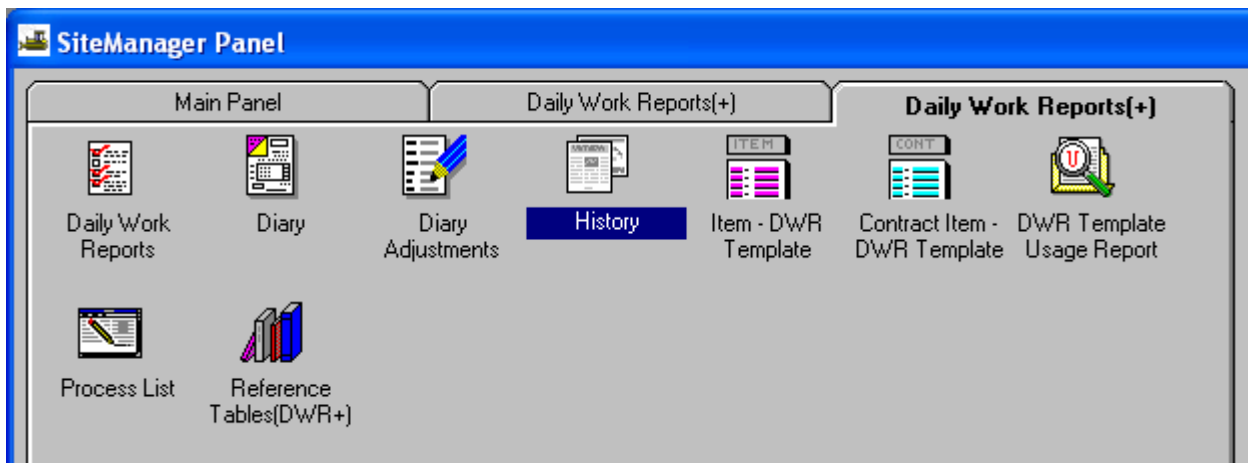 SiteManager Panel
Main Panel
Daily Work Reports(+)
Daily Work Reports(+)
ITEM
CONT
U
Daily Work
Reports
Diary
Diary
Adjustments
History
Item - DWR
Template
Contract Item -
DWR Template
DWR Template
Usage Report
Process List
Reference
Tables(DWR+)